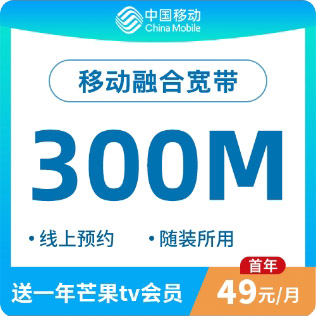 中国移动
China Mobile
移动融合宽带
300M
•线上预约 •随装所用
首年
送一年芒果tv会员 49元/月